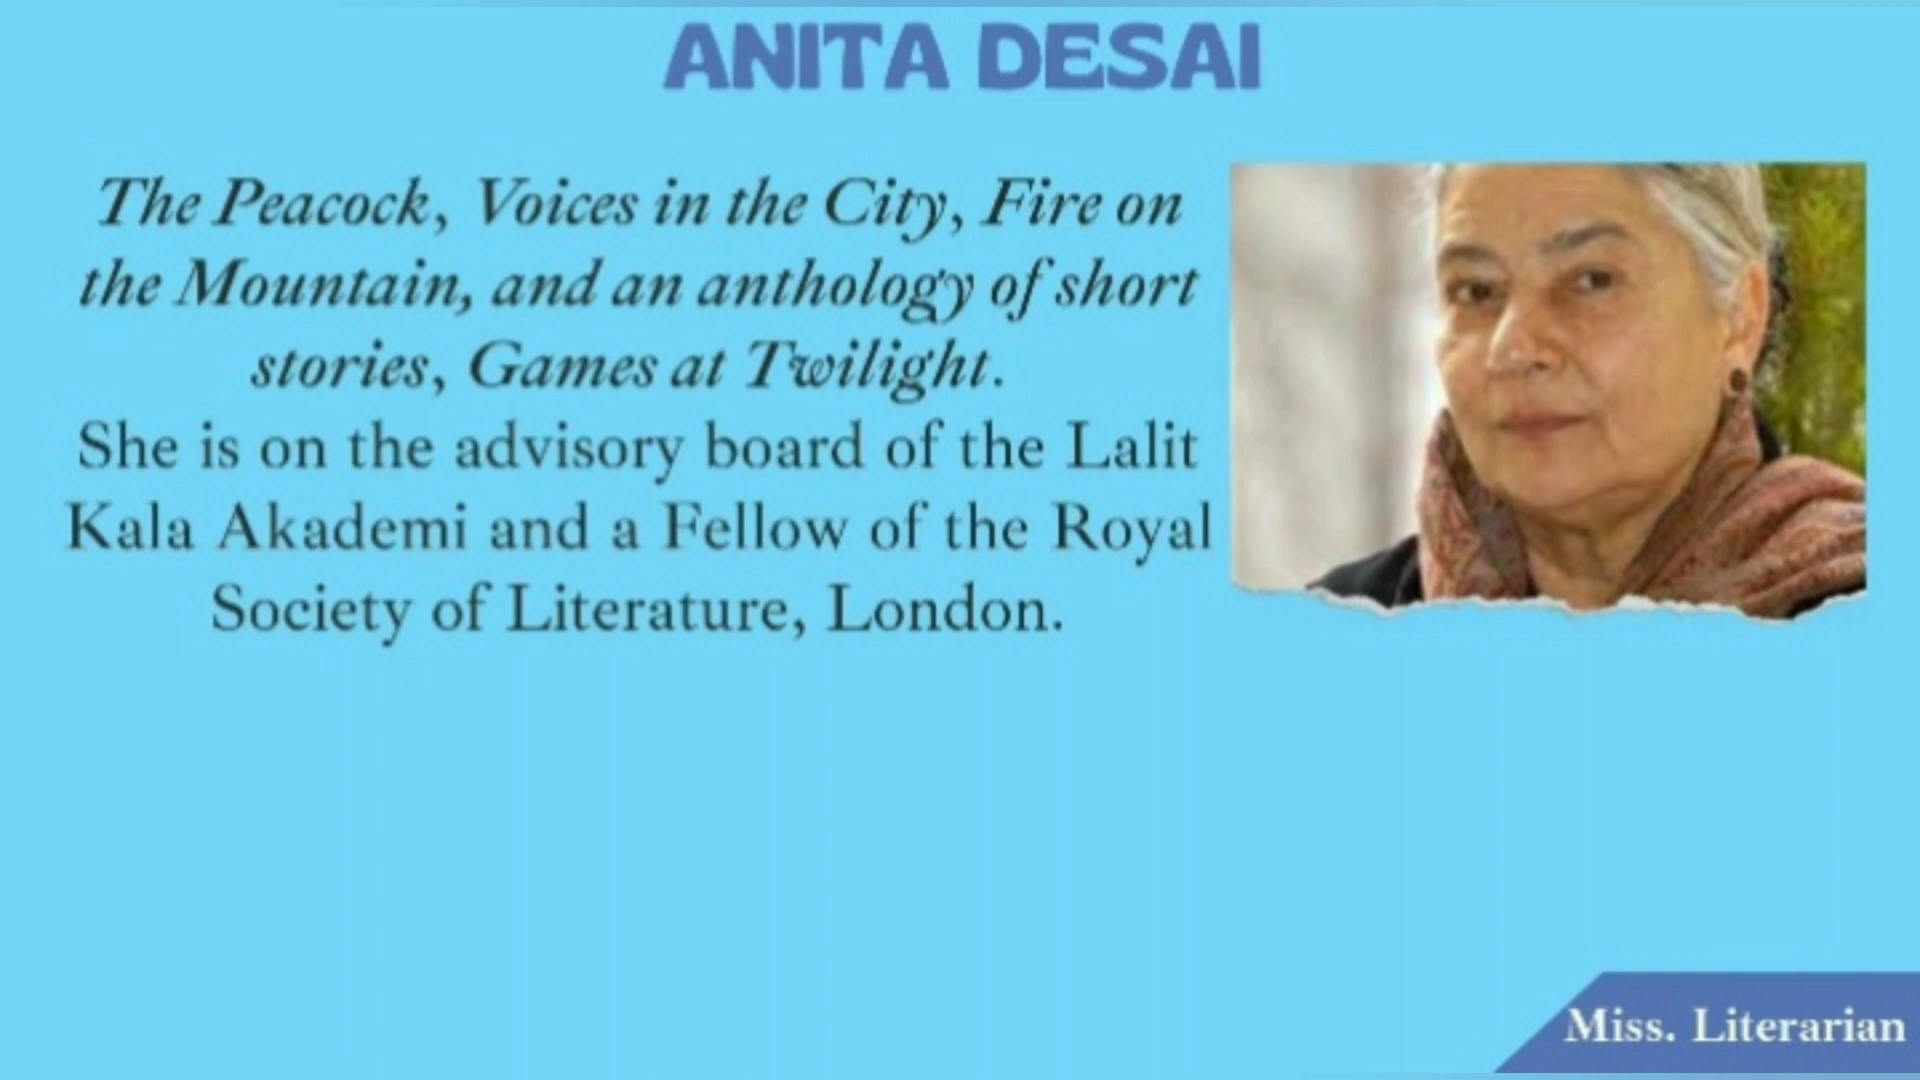 ANITA DESAI
The Peacock, Voices in the City, Fire on
the Mountain, and an anthology of short
stories, Games at Twilight.
She is on the advisory board of the Lalit
Kala Akademi and a Fellow of the Royal
Society of Literature, London.
Miss. Literarian